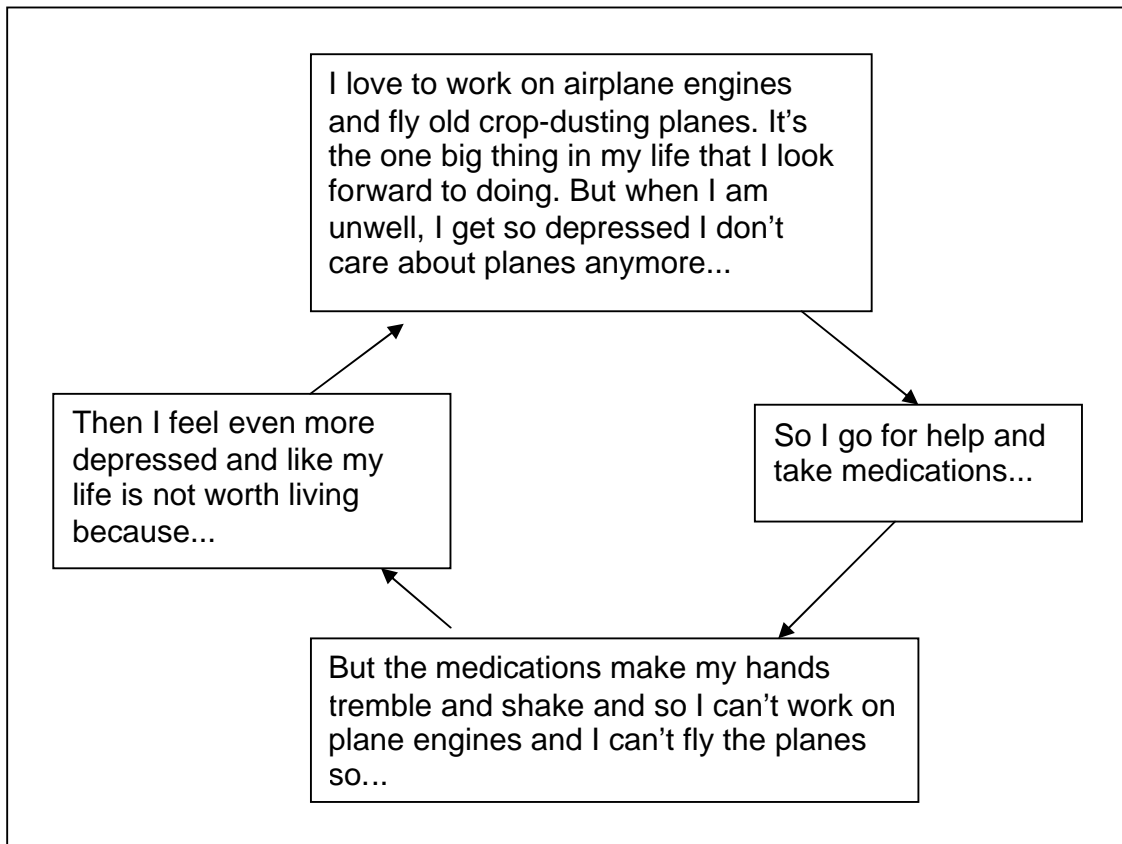 I love to work on airplane engines
and fly old crop-dusting planes. It’s
the one big thing in my life that I look
forward to doing. But when I am
unwell, I get so depressed I don’t
care about planes anymore...
So I go for help and
take medications...
But the medications make my hands
tremble and shake and so I can’t work on
plane engines and I can’t fly the planes
so...
Then I feel even more
depressed and like my
life is not worth living
because...